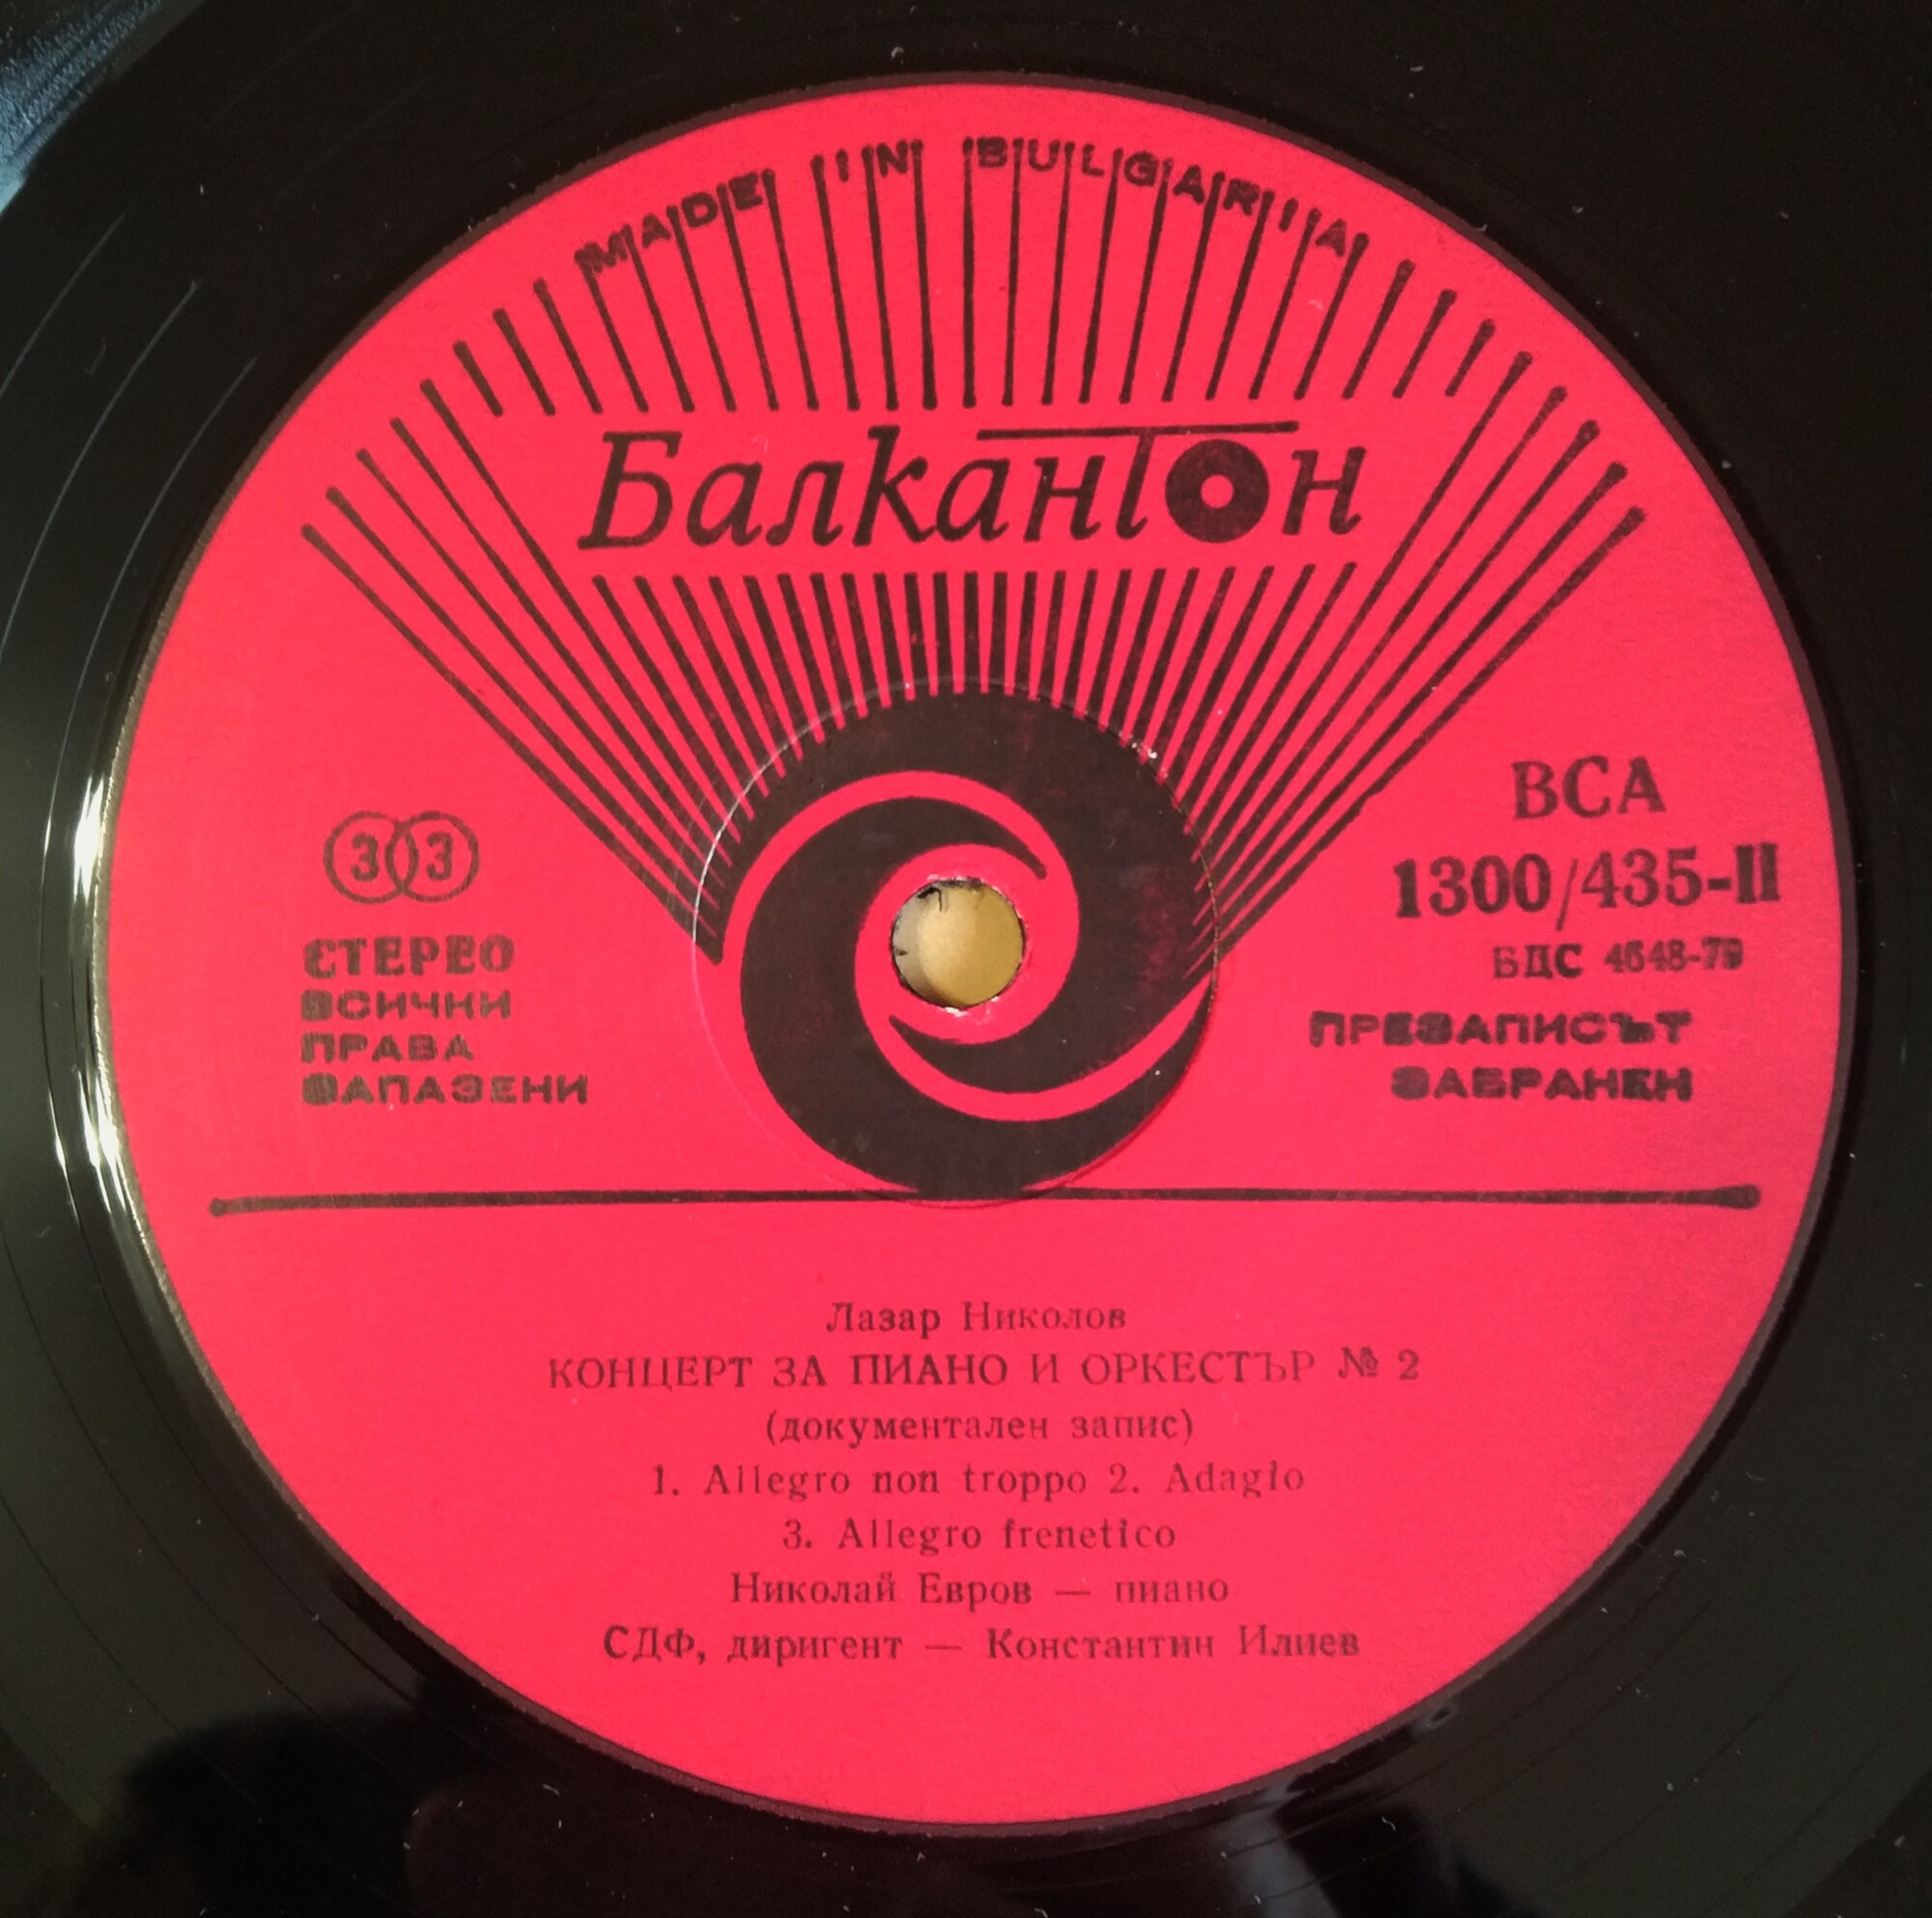 MADE IN BULGARIA
Балкантон
33
СТЕРЕО
ВСИЧКИ
ПРАВА
ЗАПАЗЕНИ
ВСА
1300/435-II
БДС 4648-79
ПРЕЗАПИСЪТ
ЗАБРАНЕН
Лазар Николов
КОНЦЕРТ ЗА ПИАНО И ОРКЕСТЪР № 2
(документален запис)
1. Allegro non troppo 2. Adagio
3. Allegro frenetico
Николай Евров — пиано
СДФ, диригент — Константин Илиев